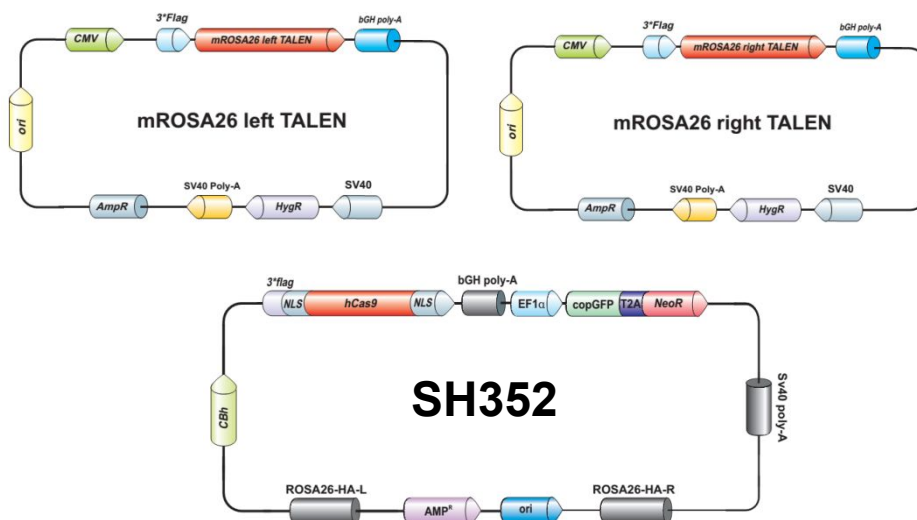 3*Flag
bGH poly-A
CMV
mROSA26 left TALEN
ori
mROSA26 left TALEN
SV40 Poly-A
SV40
AmpR
HygR
3*Flag
bGH poly-A
CMV
mROSA26 right TALEN
ori
mROSA26 right TALEN
SV40 Poly-A
SV40
AmpR
HygR
3*flag
bGH poly-A
NLS
hCas9
NLS
EF1α
copGFP
T2A
NeoR
SH352
CBh
Sv40 poly-A
ROSA26-HA-L
ROSA26-HA-R
AMPᴿ
ori